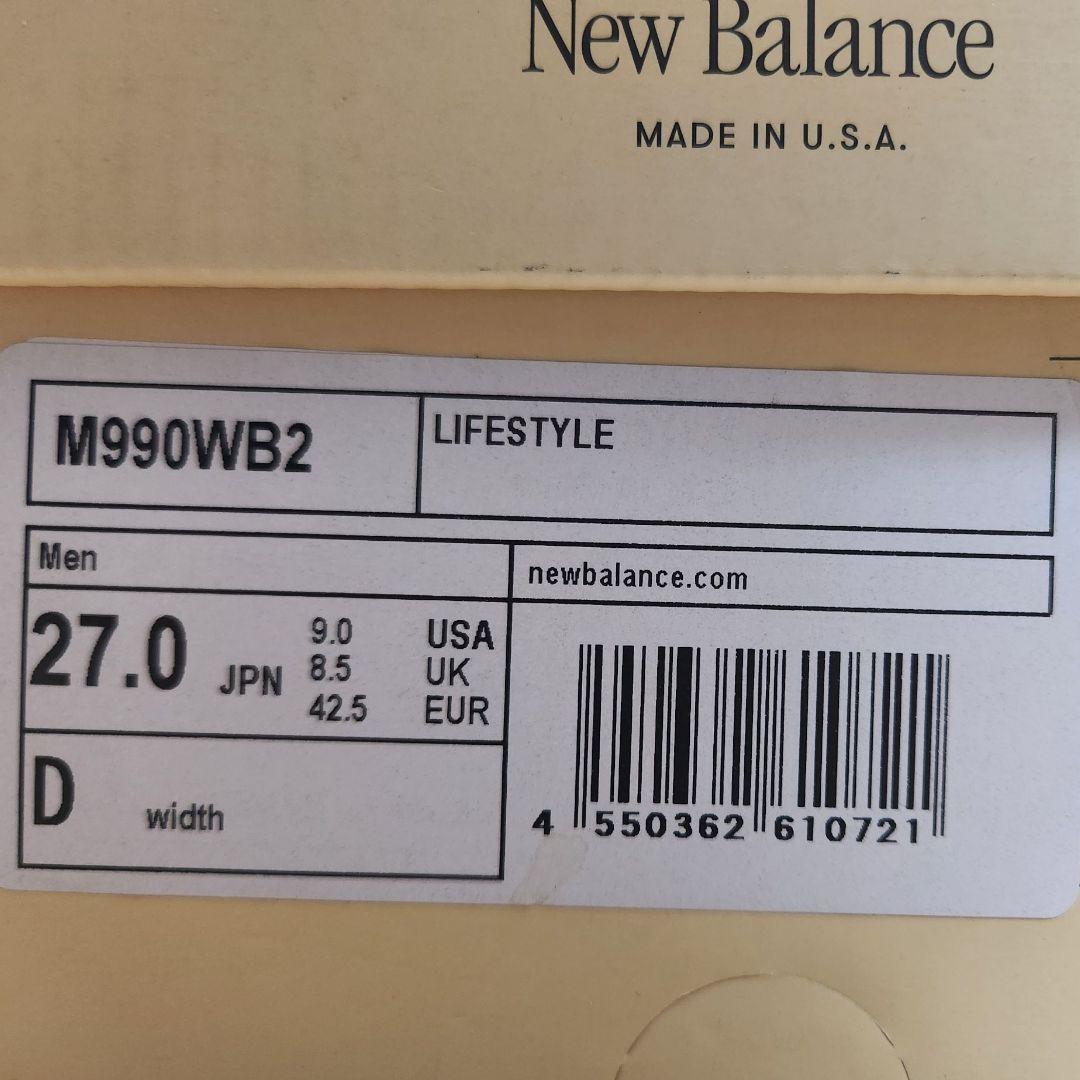 New Balance
MADE IN U.S.A.
M990WB2
LIFESTYLE
Men
newbalance.com
27.0 JPN
9.0 USA
8.5 UK
42.5 EUR
D width
4 550362 610721